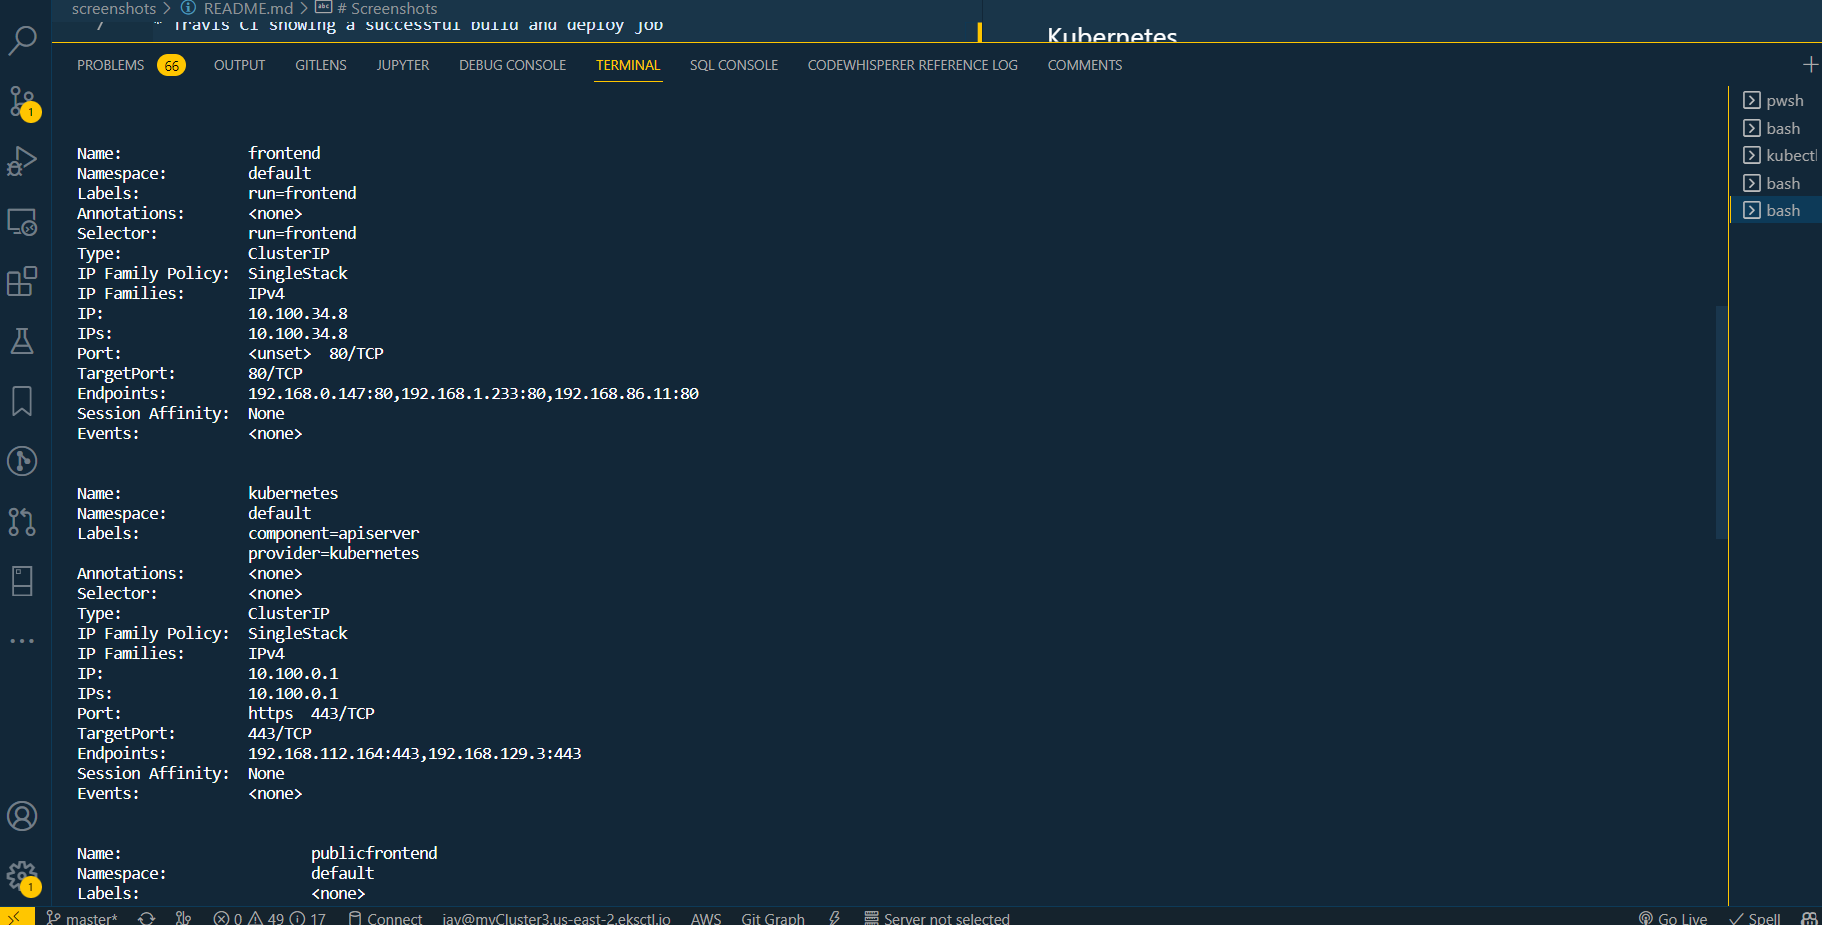 screenshots > README.md > # Screenshots
7 * Travis CI showing a successful build and deploy job
Kubernetes
PROBLEMS 66 OUTPUT GITLENS JUPYTER DEBUG CONSOLE TERMINAL SQL CONSOLE CODEWHISPERER REFERENCE LOG COMMENTS
1
pwsh
bash
kubectl
bash
bash
Name: frontend
Namespace: default
Labels: run=frontend
Annotations: <none>
Selector: run=frontend
Type: ClusterIP
IP Family Policy: SingleStack
IP Families: IPv4
IP: 10.100.34.8
IPs: 10.100.34.8
Port: <unset> 80/TCP
TargetPort: 80/TCP
Endpoints: 192.168.0.147:80,192.168.1.233:80,192.168.86.11:80
Session Affinity: None
Events: <none>
Name: kubernetes
Namespace: default
Labels: component=apiserver
provider=kubernetes
Annotations: <none>
Selector: <none>
Type: ClusterIP
IP Family Policy: SingleStack
IP Families: IPv4
IP: 10.100.0.1
IPs: 10.100.0.1
Port: https 443/TCP
TargetPort: 443/TCP
Endpoints: 192.168.112.164:443,192.168.129.3:443
Session Affinity: None
Events: <none>
Name: publicfrontend
Namespace: default
Labels: <none>
1
master* 0 49 17 Connect jay@myCluster3.us-east-2.eksctl.io AWS Git Graph Server not selected Go Live Spell